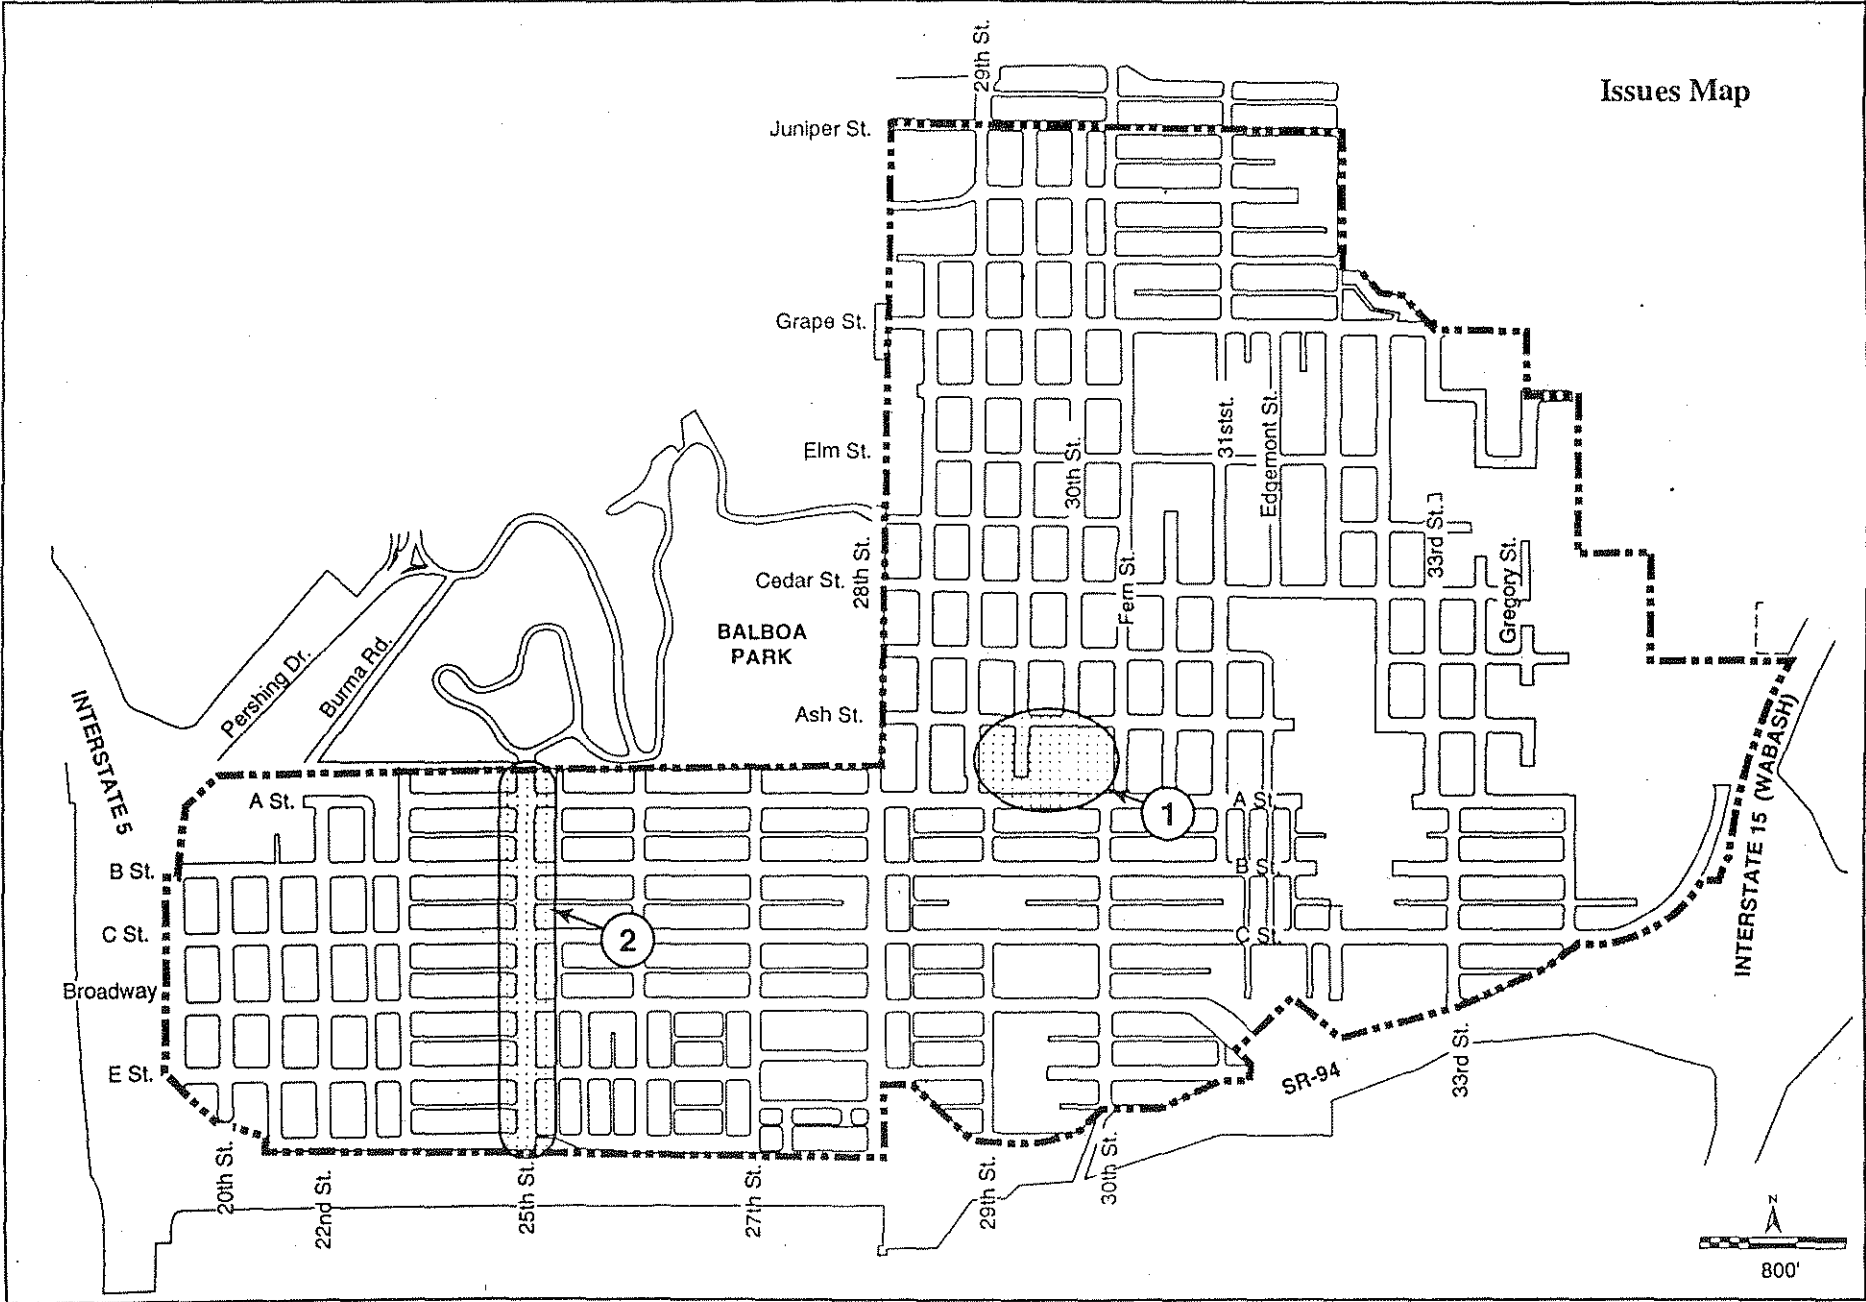 Issues Map
29th St.
Juniper St.
Grape St.
Elm St.
31stst.
Edgemont St.
30th St.
28th St.
Cedar St.
Fern St.
33rd St.
Gregory St.
BALBOA
PARK
Pershing Dr.
Burma Rd.
Ash St.
INTERSTATE 5
INTERSTATE 15 (WABASH)
A St.
A St
1
B St.
B St.
C St.
C St.
2
Broadway
E St.
SR-94
33rd St.
20th St.
22nd St.
25th St.
27th St.
29th St.
30th St.
z
800'